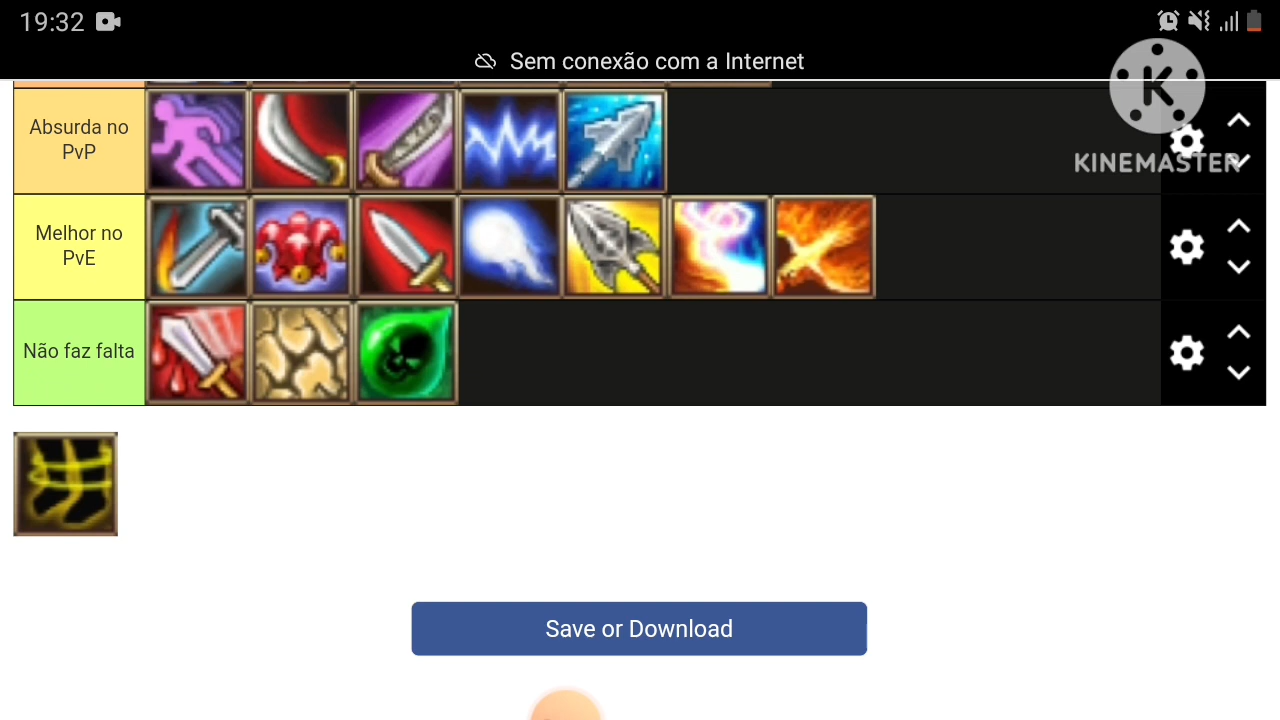 19:32
Sem conexão com a Internet
K
KINEMASTER
Absurda no
PvP
Melhor no
PvE
Não faz falta
Save or Download